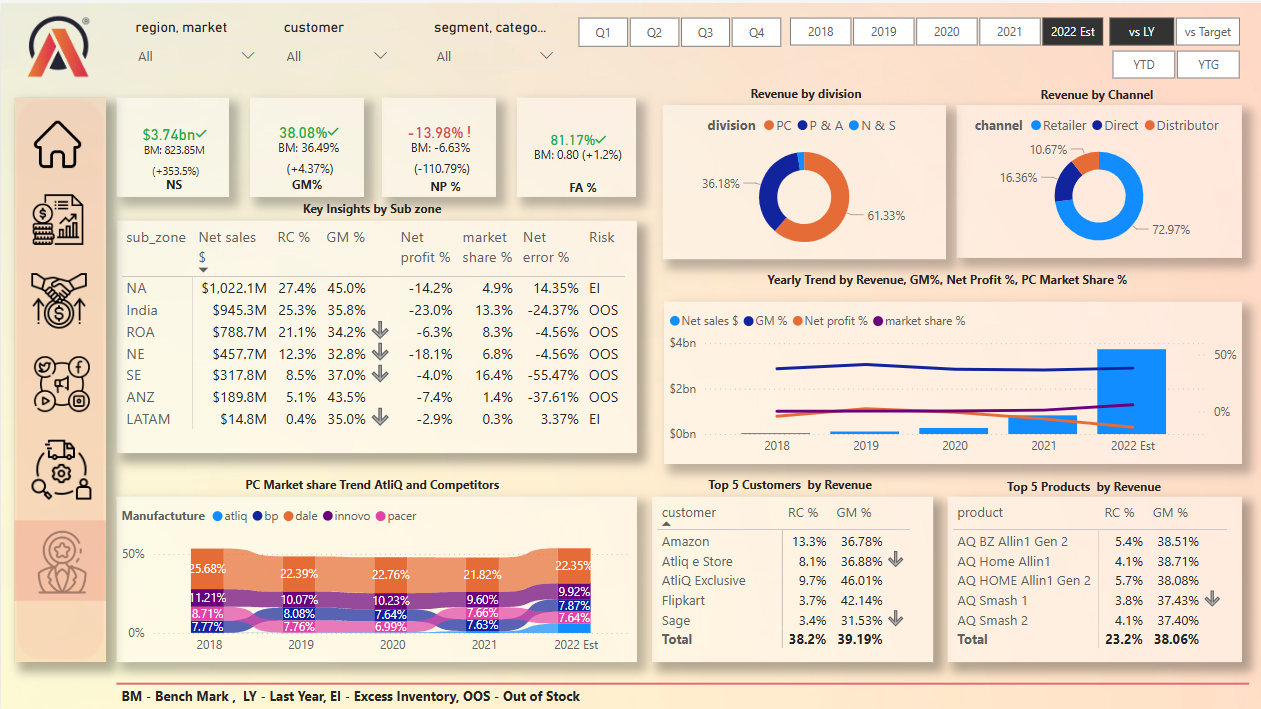 region, market
customer
segment, catego...
All
All
All
Q1 Q2 Q3 Q4
2018 2019 2020 2021 2022 Est
vs LY vs Target
YTD YTG
$3.74bn✓
BM: 823.85M
(+353.5%)
NS
38.08%✓
BM: 36.49%
(+4.37%)
GM%
-13.98% !
BM: -6.63%
(-110.79%)
NP %
81.17%✓
BM: 0.80 (+1.2%)
FA %
Revenue by division
division PC P & A N & S
36.18%
61.33%
Revenue by Channel
channel Retailer Direct Distributor
10.67%
16.36%
72.97%
Key Insights by Sub zone
sub_zone Net sales $ RC % GM % Net profit % market share % Net error % Risk
NA $1,022.1M 27.4% 45.0% -14.2% 4.9% 14.35% EI
India $945.3M 25.3% 35.8% -23.0% 13.3% -24.37% OOS
ROA $788.7M 21.1% 34.2% -6.3% 8.3% -4.56% OOS
NE $457.7M 12.3% 32.8% -18.1% 6.8% -4.56% OOS
SE $317.8M 8.5% 37.0% -4.0% 16.4% -55.47% OOS
ANZ $189.8M 5.1% 43.5% -7.4% 1.4% -37.61% OOS
LATAM $14.8M 0.4% 35.0% -2.9% 0.3% 3.37% EI
Yearly Trend by Revenue, GM%, Net Profit %, PC Market Share %
Net sales $ GM % Net profit % market share %
$4bn
$2bn
$0bn
50%
0%
2018 2019 2020 2021 2022 Est
PC Market share Trend AtliQ and Competitors
Manufactuture atliq bp dale innovo pacer
50%
0%
25.68% 22.39% 22.76% 21.82% 22.35%
11.21% 10.07% 10.23% 9.60% 9.92%
8.71% 8.08% 7.64% 7.66% 7.87%
7.77% 7.76% 6.99% 7.63% 7.64%
2018 2019 2020 2021 2022 Est
Top 5 Customers by Revenue
customer RC % GM %
Amazon 13.3% 36.78%
Atliq e Store 8.1% 36.88%
AtliQ Exclusive 9.7% 46.01%
Flipkart 3.7% 42.14%
Sage 3.4% 31.53%
Total 38.2% 39.19%
Top 5 Products by Revenue
product RC % GM %
AQ BZ Allin1 Gen 2 5.4% 38.51%
AQ Home Allin1 4.1% 38.71%
AQ HOME Allin1 Gen 2 5.7% 38.08%
AQ Smash 1 3.8% 37.43%
AQ Smash 2 4.1% 37.40%
Total 23.2% 38.06%
BM - Bench Mark , LY - Last Year, EI - Excess Inventory, OOS - Out of Stock